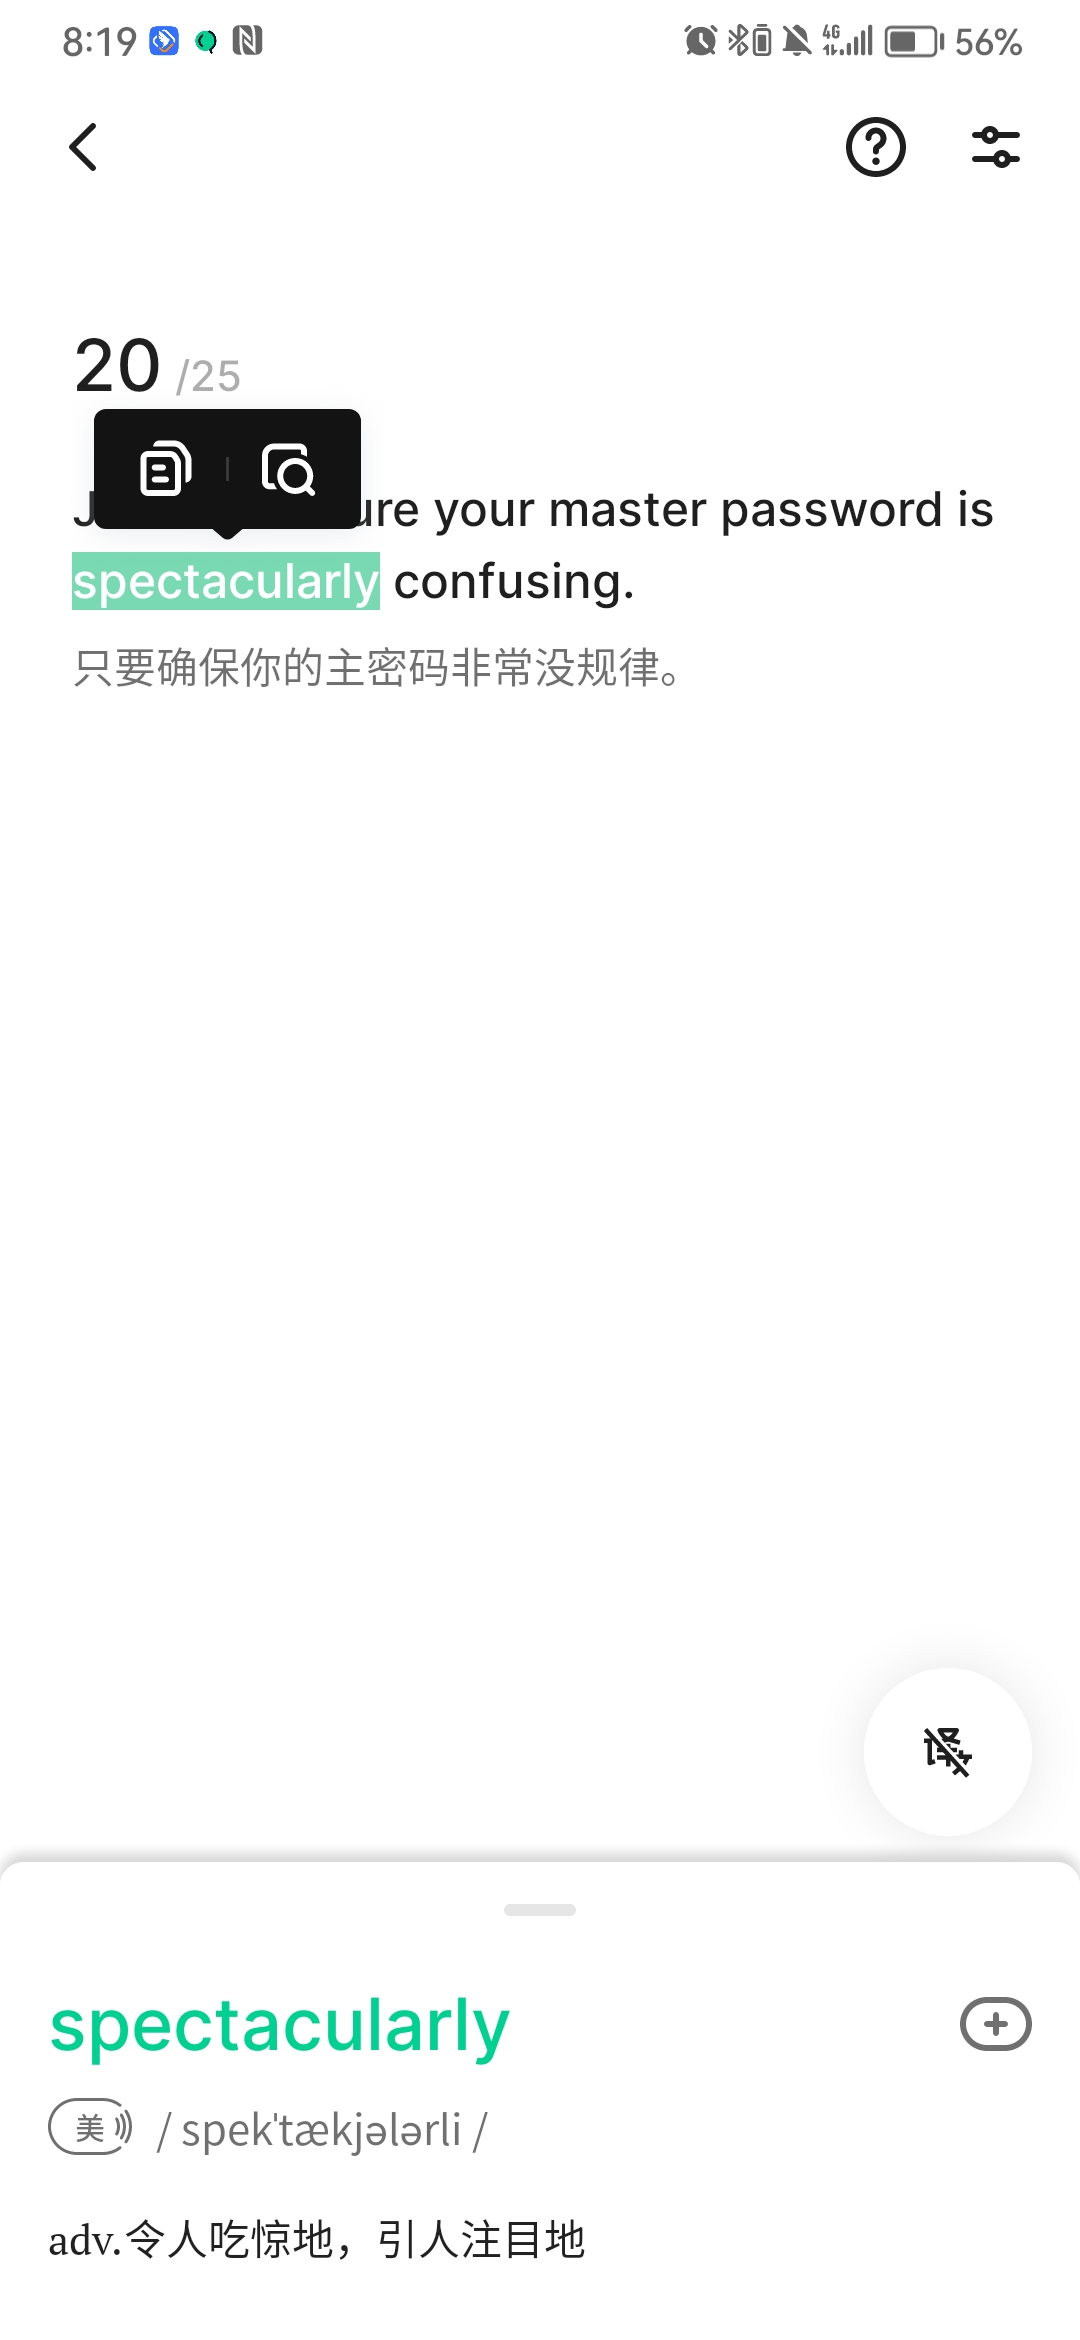 8:19 4G 56%
20 /25
your master password is
spectacularly confusing.
只要确保你的主密码非常没规律。
spectacularly
美 / spek'tækjələrli /
adv.令人吃惊地，引人注目地